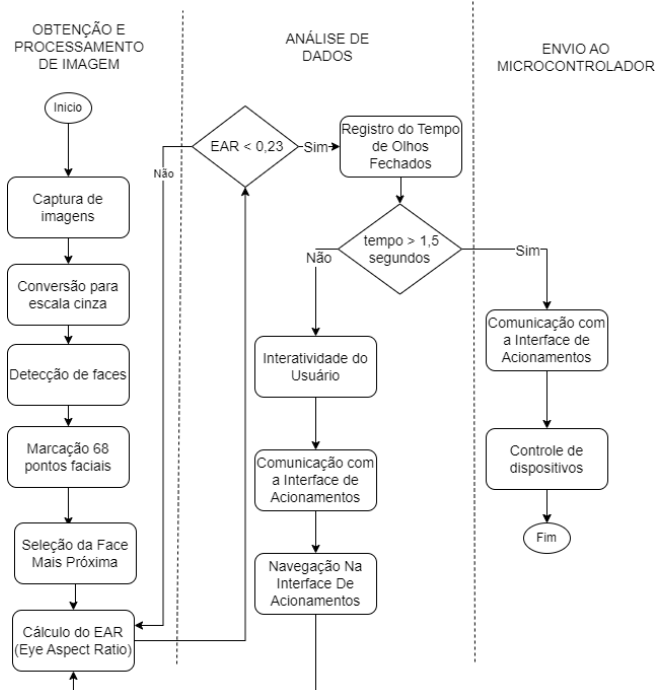 OBTENÇÃO E
PROCESSAMENTO
DE IMAGEM
Inicio
Captura de
imagens
Conversão para
escala cinza
Detecção de faces
Marcação 68
pontos faciais
Seleção da Face
Mais Próxima
Cálculo do EAR
(Eye Aspect Ratio)
ANÁLISE DE
DADOS
EAR < 0,23
Não
Sim
Registro do Tempo
de Olhos
Fechados
tempo > 1,5
segundos
Não
Sim
Interatividade do
Usuário
Comunicação com
a Interface de
Acionamentos
Navegação Na
Interface De
Acionamentos
ENVIO AO
MICROCONTROLADOR
Comunicação com
a Interface de
Acionamentos
Controle de
dispositivos
Fim